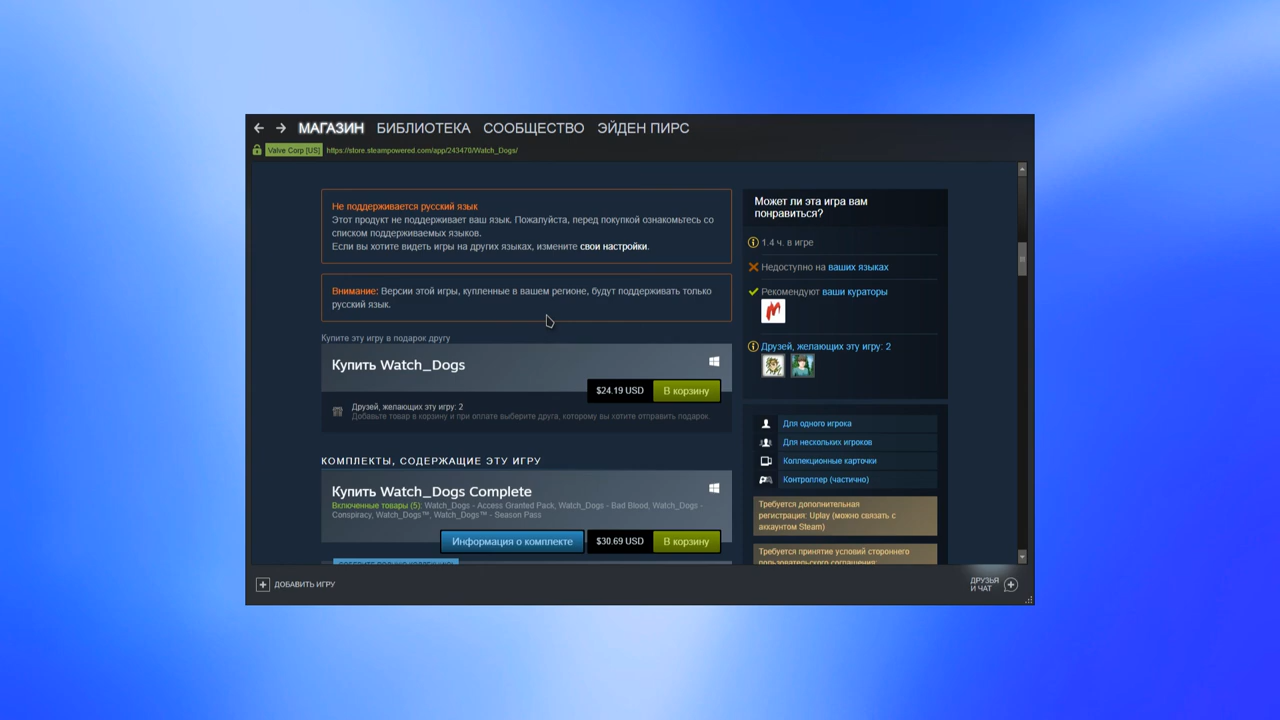 МАГАЗИН БИБЛИОТЕКА СООБЩЕСТВО ЭЙДЕН ПИРС
Valve Corp [US] https://store.steampowered.com/app/243470/Watch_Dogs/
Не поддерживается русский язык
Этот продукт не поддерживает ваш язык. Пожалуйста, перед покупкой ознакомьтесь со
списком поддерживаемых языков.
Если вы хотите видеть игры на других языках, измените свои настройки.
Внимание: Версии этой игры, купленные в вашем регионе, будут поддерживать только
русский язык.
Купите эту игру в подарок другу
Купить Watch_Dogs
$24.19 USD
В корзину
Друзей, желающих эту игру: 2
Добавьте товар в корзину и при оплате выберите друга, которому вы хотите отправить подарок.
КОМПЛЕКТЫ, СОДЕРЖАЩИЕ ЭТУ ИГРУ
Купить Watch_Dogs Complete
Включенные товары (5): Watch_Dogs - Access Granted Pack, Watch_Dogs - Bad Blood, Watch_Dogs -
Conspiracy, Watch_Dogs™, Watch_Dogs™ - Season Pass
Информация о комплекте
$30.69 USD
В корзину
Может ли эта игра вам
понравиться?
1.4 ч. в игре
Недоступно на ваших языках
Рекомендуют ваши кураторы
Друзей, желающих эту игру: 2
Для одного игрока
Для нескольких игроков
Коллекционные карточки
Контроллер (частично)
Требуется дополнительная
регистрация: Uplay (можно связать с
аккаунтом Steam)
Требуется принятие условий стороннего
пользовательского соглашения:
ДОБАВИТЬ ИГРУ
ДРУЗЬЯ
И ЧАТ